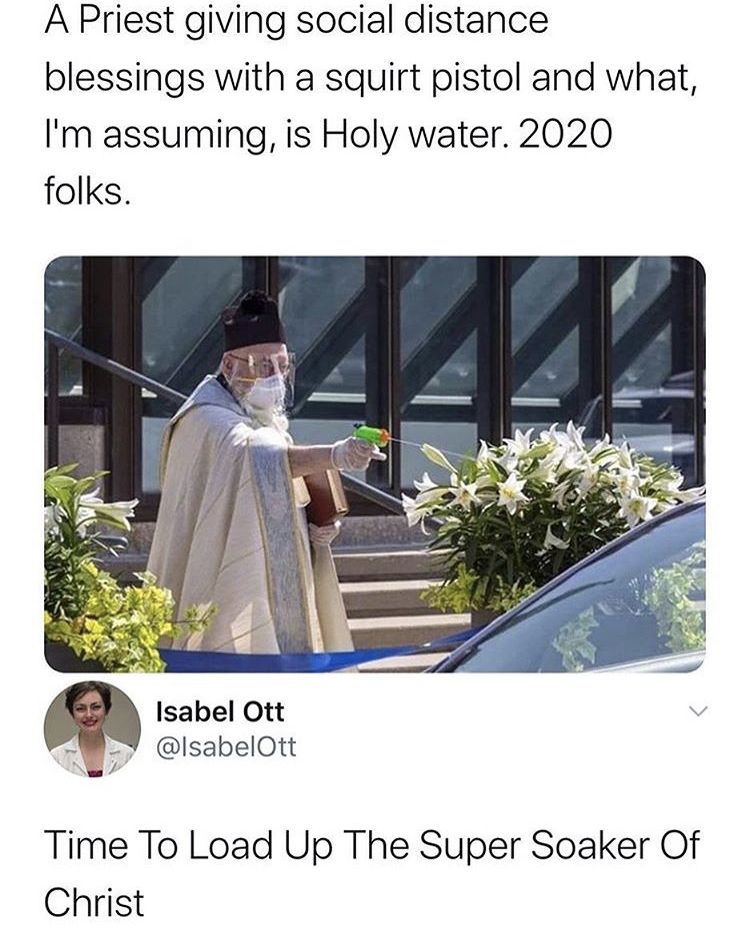 A Priest giving social distance
blessings with a squirt pistol and what,
I'm assuming, is Holy water. 2020
folks.
Isabel Ott
@IsabelOtt
Time To Load Up The Super Soaker Of
Christ